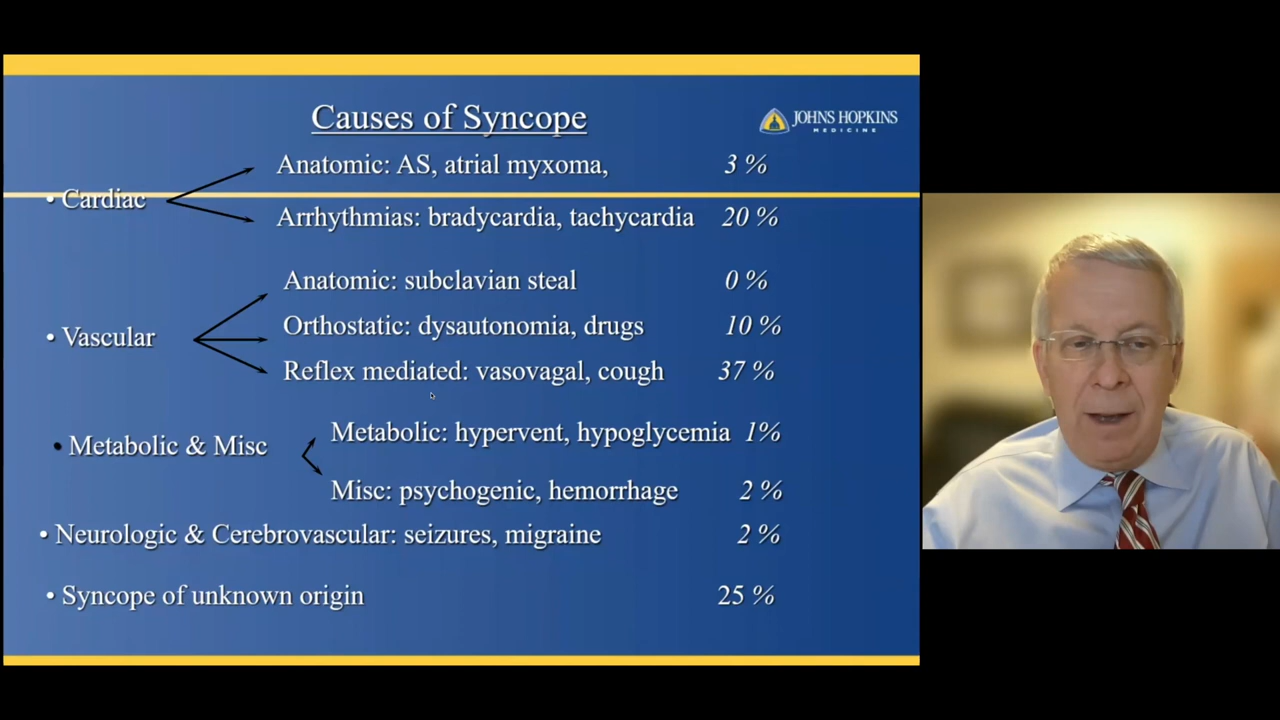 Causes of Syncope
JOHNS HOPKINS
MEDICINE
Anatomic: AS, atrial myxoma, 3 %
• Cardiac
Arrhythmias: bradycardia, tachycardia 20 %
Anatomic: subclavian steal 0 %
Orthostatic: dysautonomia, drugs 10 %
• Vascular
Reflex mediated: vasovagal, cough 37 %
Metabolic: hypervent, hypoglycemia 1%
• Metabolic & Misc
Misc: psychogenic, hemorrhage 2 %
• Neurologic & Cerebrovascular: seizures, migraine 2 %
• Syncope of unknown origin 25 %